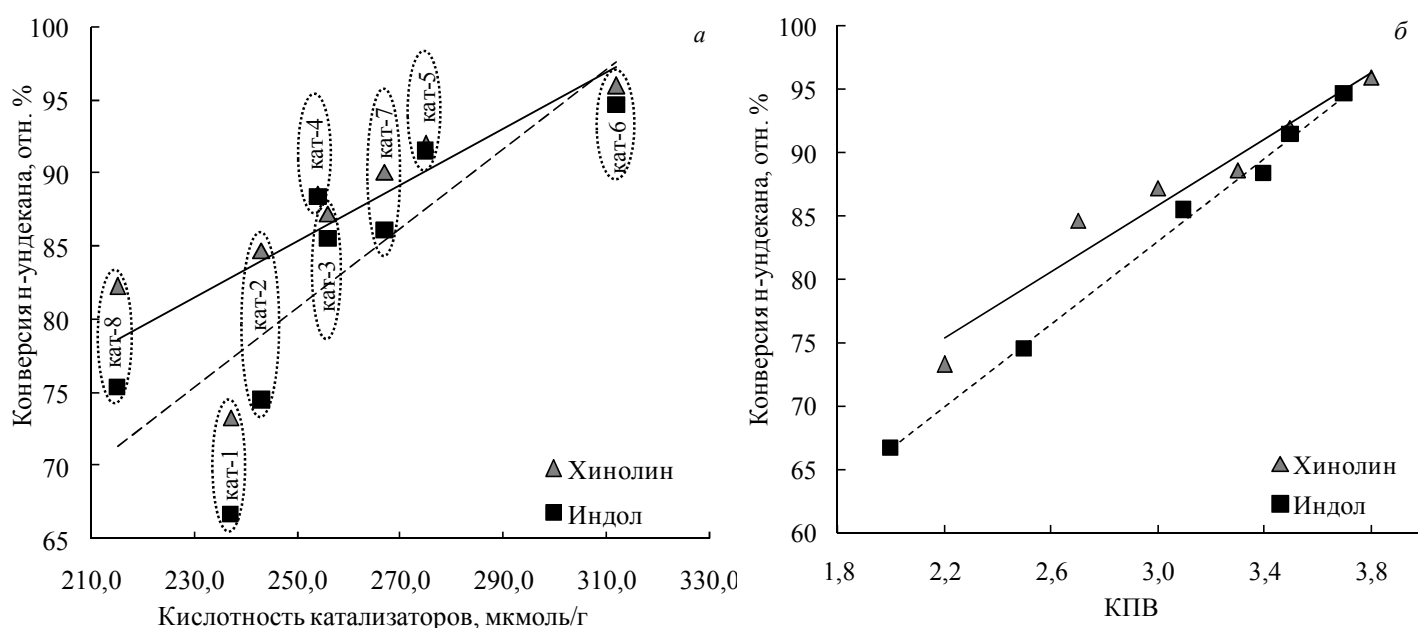 а
Конверсия н-ундекана, отн. %
100
95
90
85
80
75
70
65
кат-8
кат-1
кат-2
кат-4
кат-3
кат-7
кат-5
кат-6
Хинолин
Индол
210,0 230,0 250,0 270,0 290,0 310,0 330,0
Кислотность катализаторов, мкмоль/г
б
Конверсия н-ундекана, отн. %
100
95
90
85
80
75
70
65
60
Хинолин
Индол
1,8 2,2 2,6 3,0 3,4 3,8
КПВ